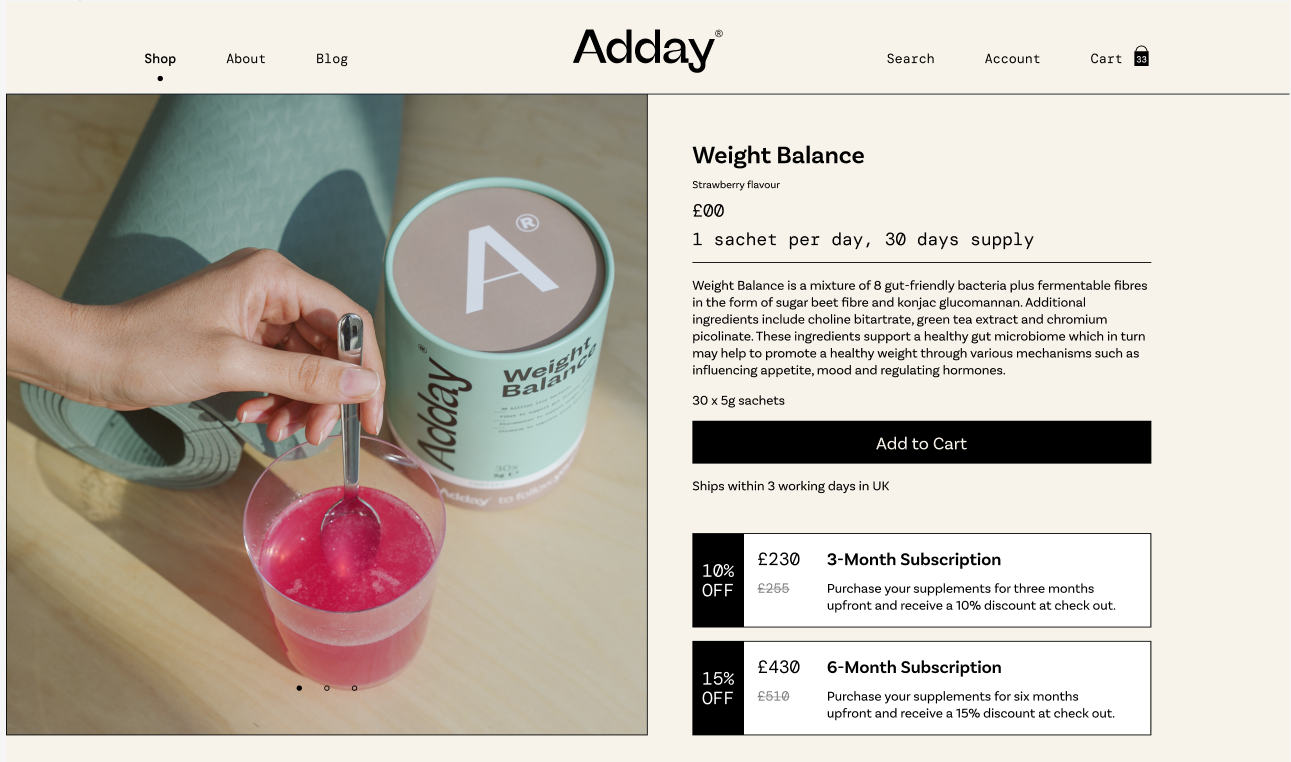 Shop
About
Blog
Adday®
Search
Account
Cart
33
A®
Adday®
Weight
Balance
30x
Adday to follow
Weight Balance
Strawberry flavour
£00
1 sachet per day, 30 days supply
Weight Balance is a mixture of 8 gut-friendly bacteria plus fermentable fibres
in the form of sugar beet fibre and konjac glucomannan. Additional
ingredients include choline bitartrate, green tea extract and chromium
picolinate. These ingredients support a healthy gut microbiome which in turn
may help to promote a healthy weight through various mechanisms such as
influencing appetite, mood and regulating hormones.
30 x 5g sachets
Add to Cart
Ships within 3 working days in UK
10%
OFF
£230
£255
3-Month Subscription
Purchase your supplements for three months
upfront and receive a 10% discount at check out.
15%
OFF
£430
£510
6-Month Subscription
Purchase your supplements for six months
upfront and receive a 15% discount at check out.